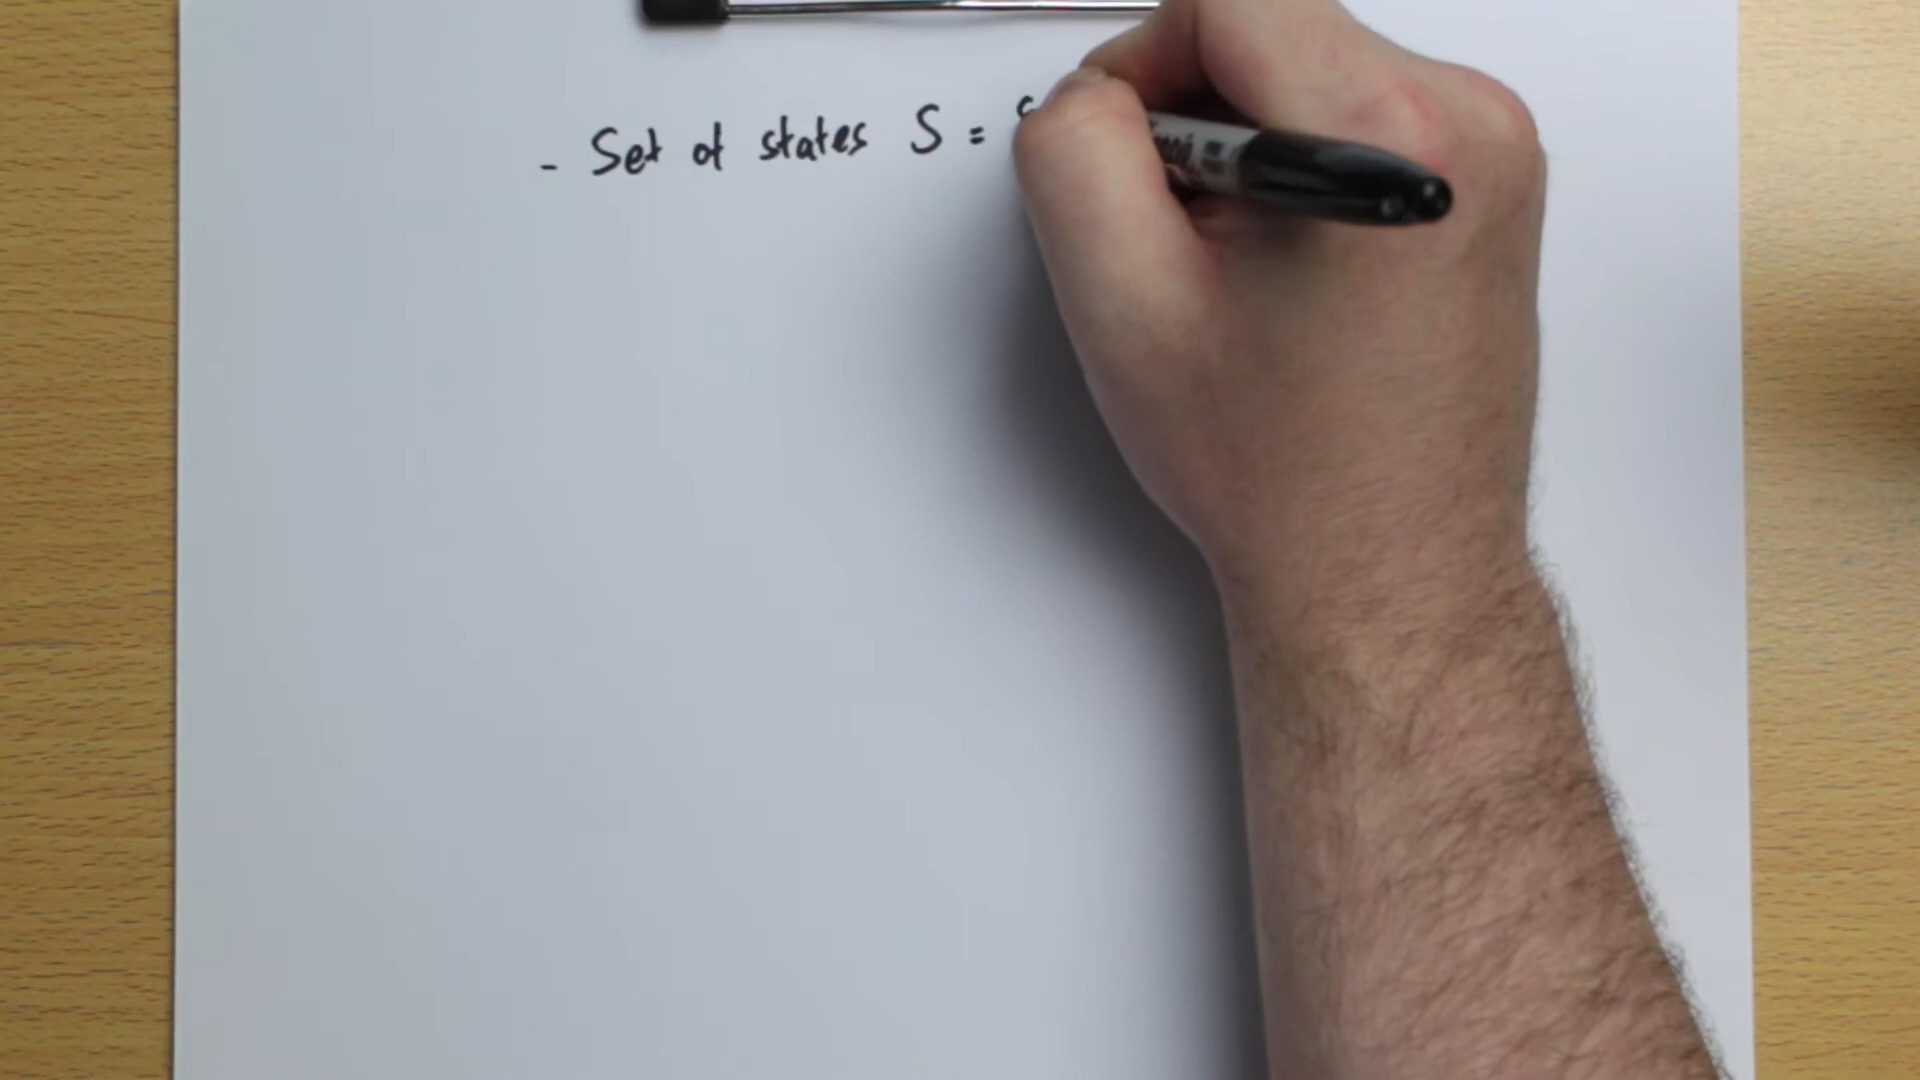 - Set of states S =